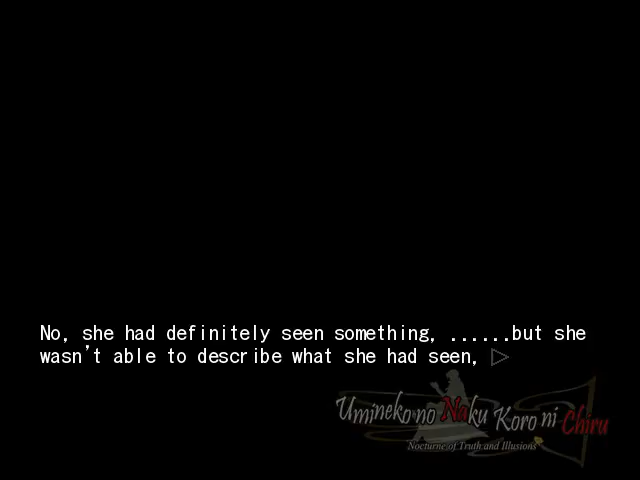 No, she had definitely seen something, ......but she
wasn't able to describe what she had seen,
Umineko no Naku Koro ni Chiru
Nocturne of Truth and Illusions